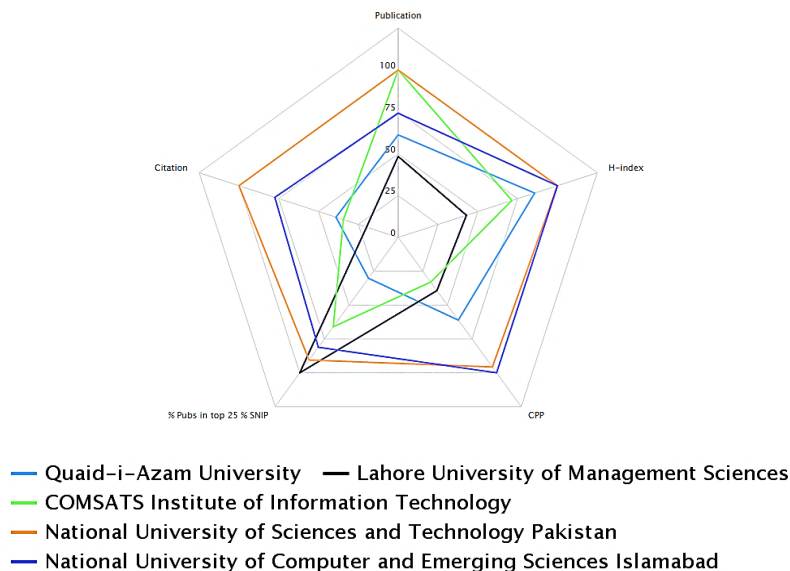 Publication
100
75
50
25
0
Citation
H-index
% Pubs in top 25 % SNIP
CPP
Quaid-i-Azam University
Lahore University of Management Sciences
COMSATS Institute of Information Technology
National University of Sciences and Technology Pakistan
National University of Computer and Emerging Sciences Islamabad